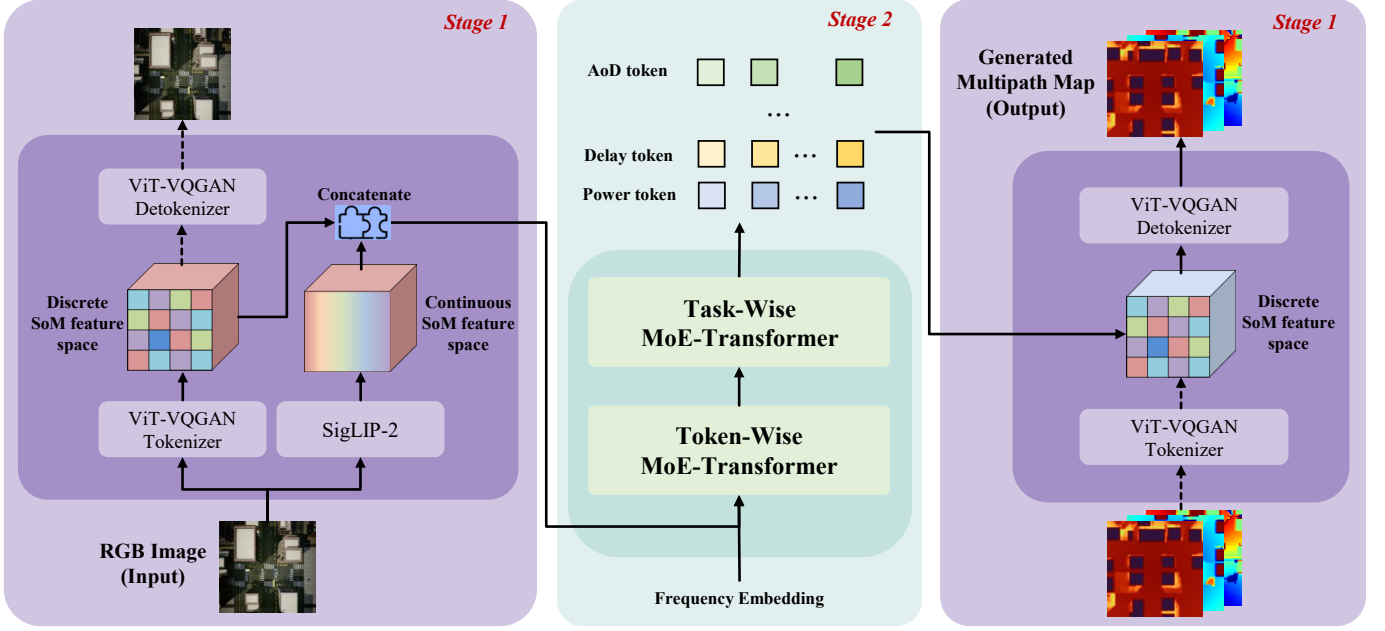 Stage 1
ViT-VQGAN
Detokenizer
Concatenate
Discrete
SoM feature
space
Continuous
SoM feature
space
ViT-VQGAN
Tokenizer
SigLIP-2
RGB Image
(Input)
Stage 2
AoD token
...
Delay token
...
Power token
...
Task-Wise
MoE-Transformer
Token-Wise
MoE-Transformer
Frequency Embedding
Stage 1
Generated
Multipath Map
(Output)
ViT-VQGAN
Detokenizer
Discrete
SoM feature
space
ViT-VQGAN
Tokenizer